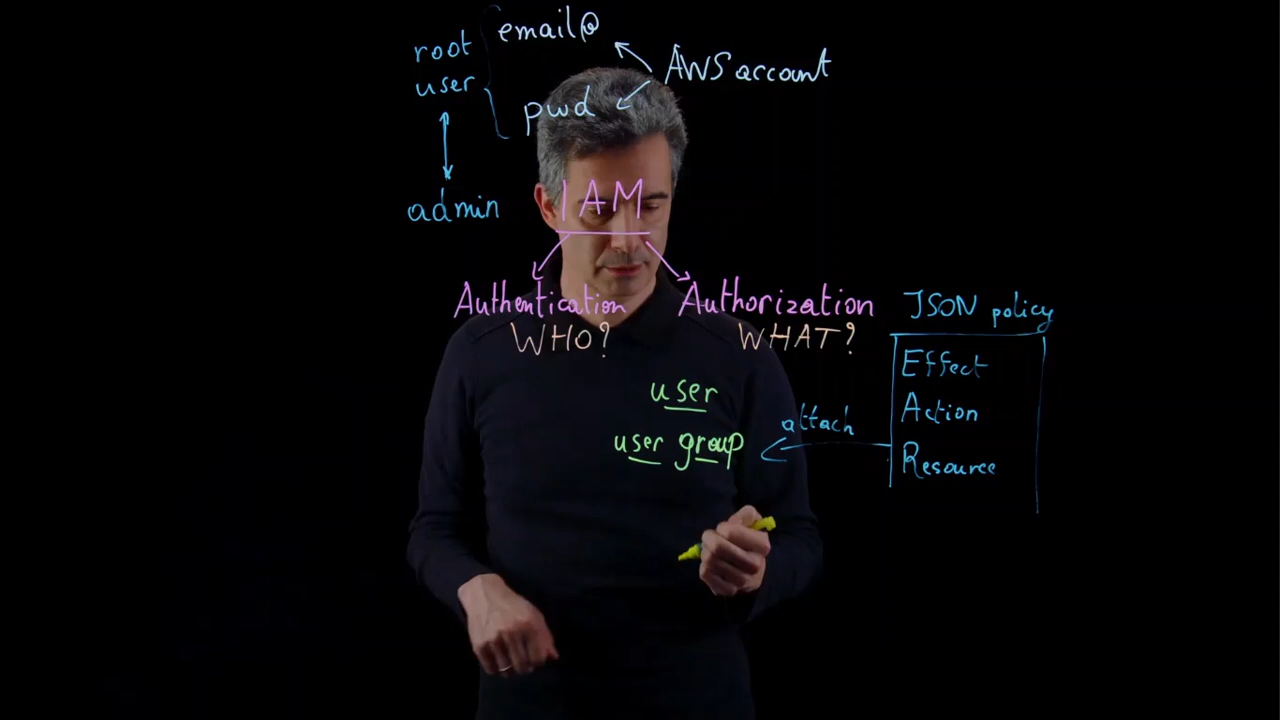 root
user
email@
pwd
AWS account
admin
IAM
Authentication
WHO?
Authorization
WHAT?
user
user group
attach
JSON policy
Effect
Action
Resource